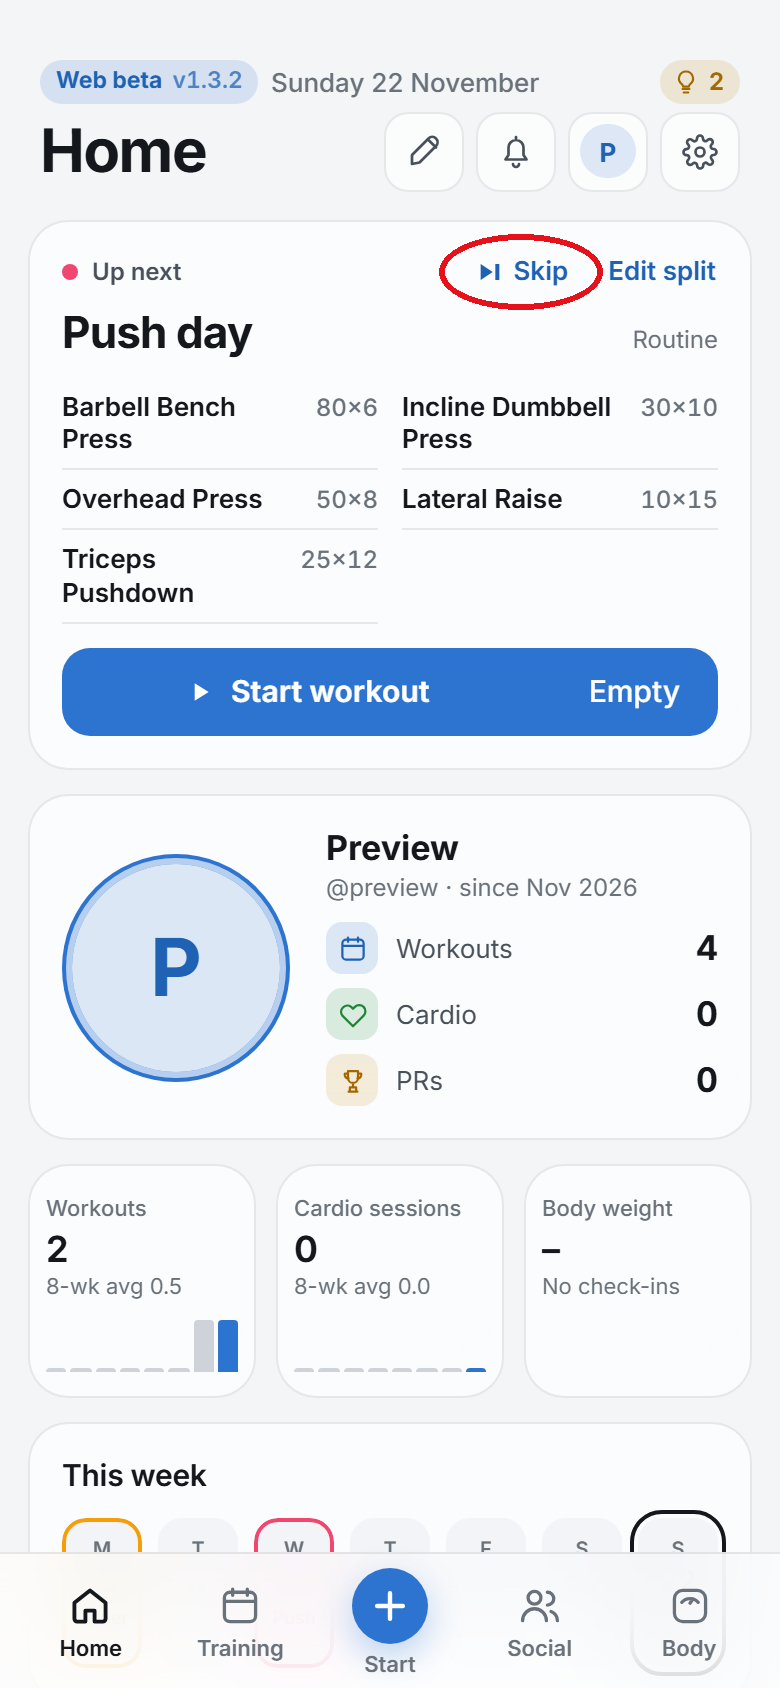 Web beta v1.3.2 Sunday 22 November 2
Home
P
Up next Skip Edit split
Push day Routine
Barbell Bench Press 80×6 Incline Dumbbell Press 30×10
Overhead Press 50×8 Lateral Raise 10×15
Triceps Pushdown 25×12
Start workout Empty
P
Preview
@preview · since Nov 2026
Workouts 4
Cardio 0
PRs 0
Workouts
2
8-wk avg 0.5
Cardio sessions
0
8-wk avg 0.0
Body weight
–
No check-ins
This week
M T W T F S S
Home Training Start Social Body